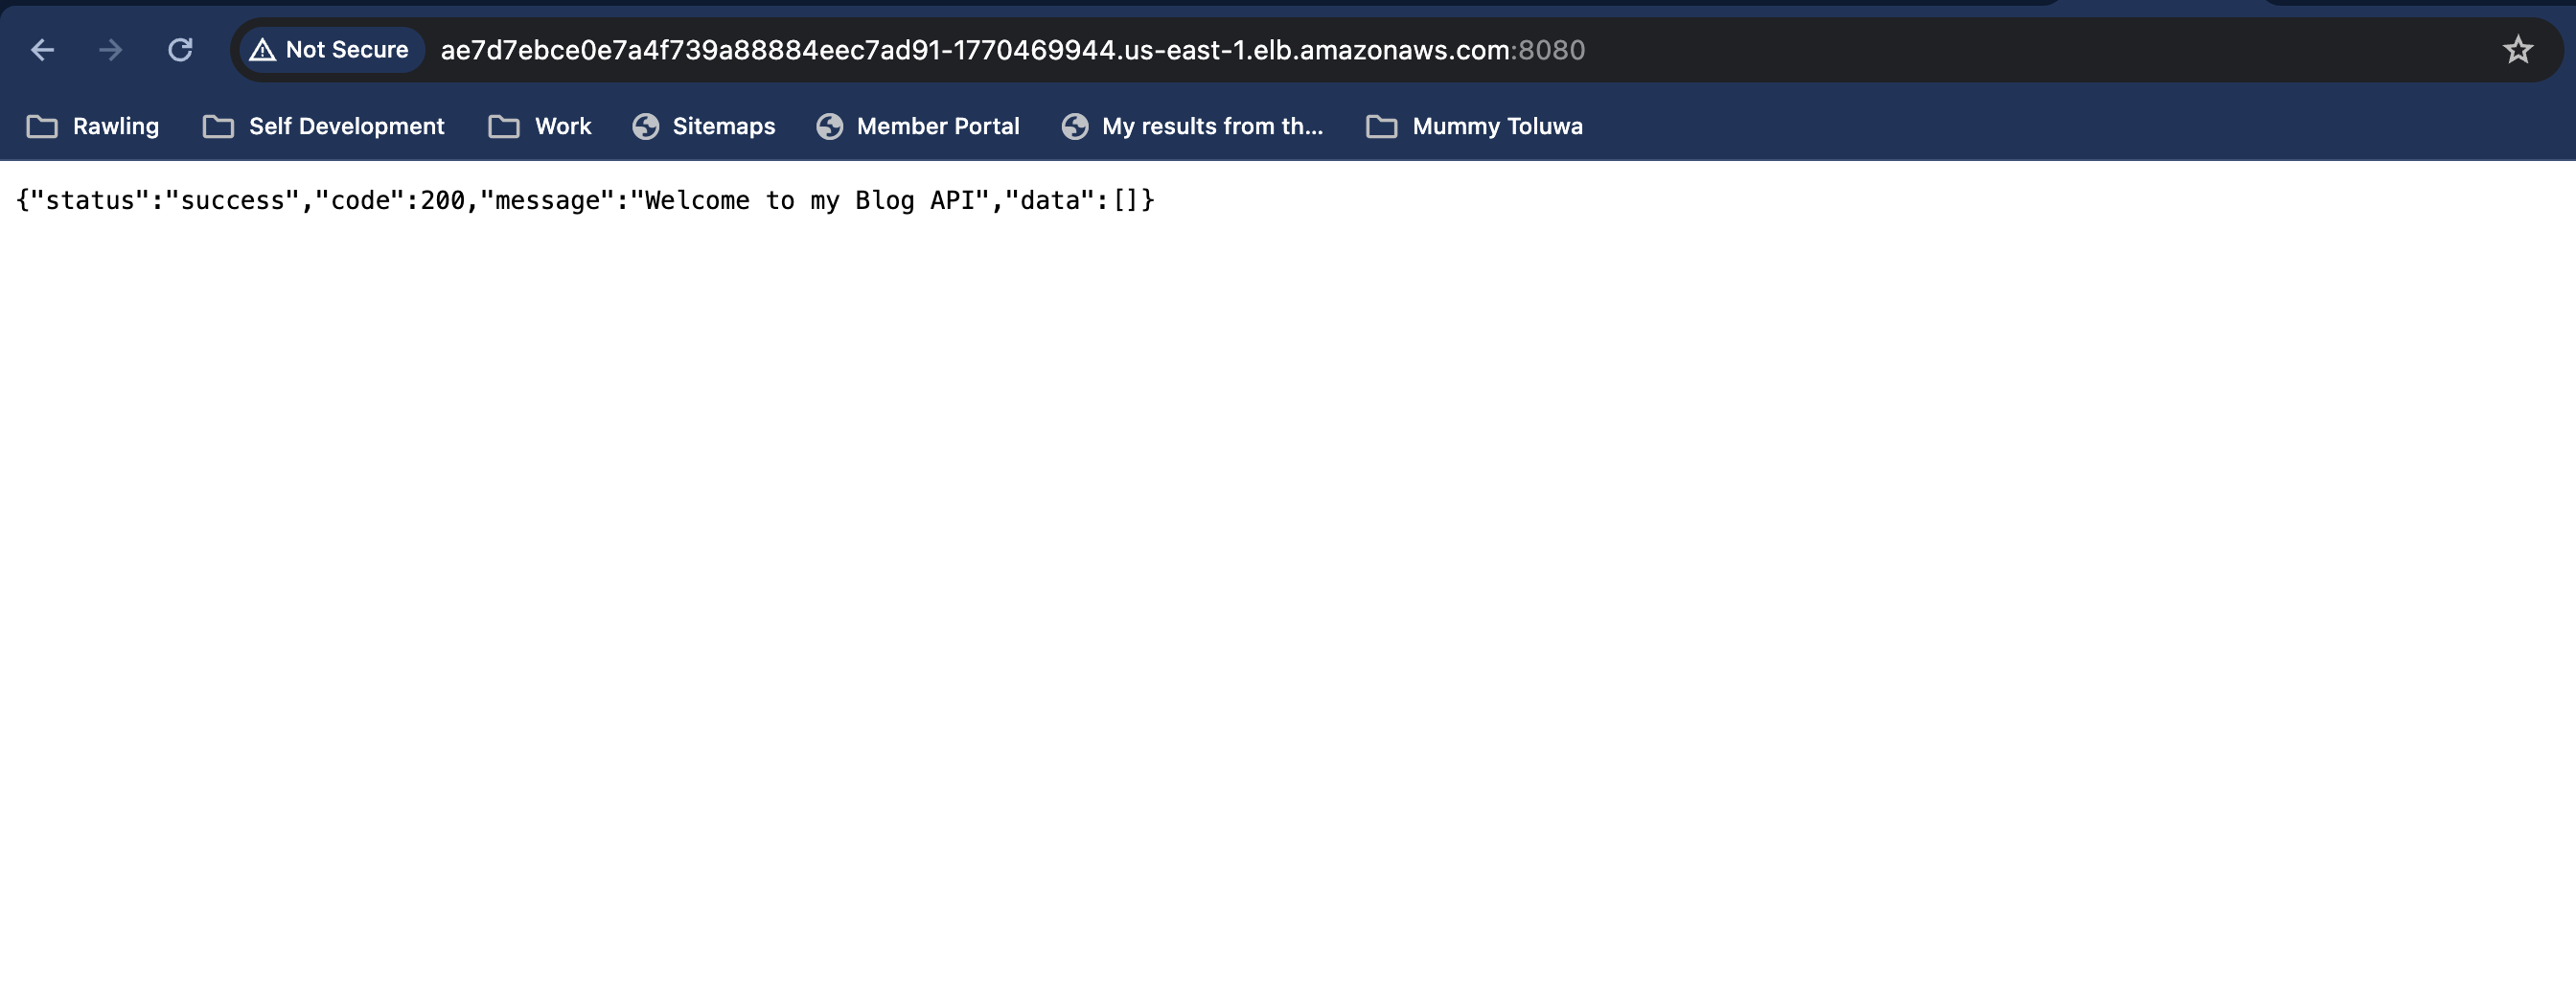 Not Secure ae7d7ebce0e7a4f739a88884eec7ad91-1770469944.us-east-1.elb.amazonaws.com:8080
Rawling Self Development Work Sitemaps Member Portal My results from th... Mummy Toluwa
{"status":"success","code":200,"message":"Welcome to my Blog API","data":[]}